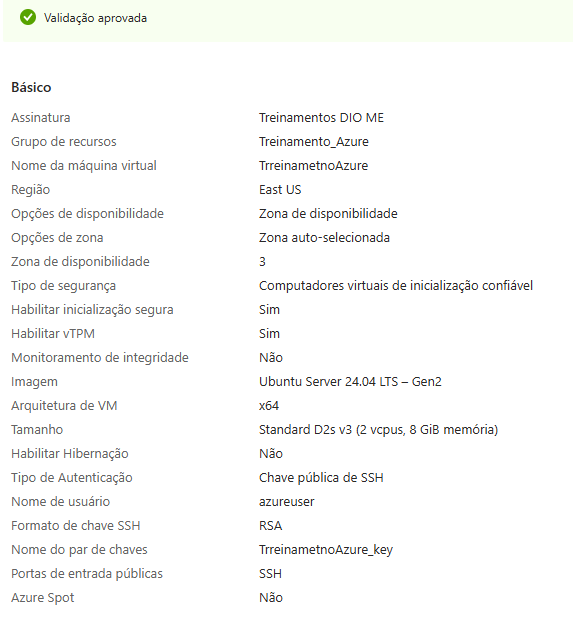 Validação aprovada
Básico
Assinatura Treinamentos DIO ME
Grupo de recursos Treinamento_Azure
Nome da máquina virtual TrreinametnoAzure
Região East US
Opções de disponibilidade Zona de disponibilidade
Opções de zona Zona auto-selecionada
Zona de disponibilidade 3
Tipo de segurança Computadores virtuais de inicialização confiável
Habilitar inicialização segura Sim
Habilitar vTPM Sim
Monitoramento de integridade Não
Imagem Ubuntu Server 24.04 LTS – Gen2
Arquitetura de VM x64
Tamanho Standard D2s v3 (2 vcpus, 8 GiB memória)
Habilitar Hibernação Não
Tipo de Autenticação Chave pública de SSH
Nome de usuário azureuser
Formato de chave SSH RSA
Nome do par de chaves TrreinametnoAzure_key
Portas de entrada públicas SSH
Azure Spot Não